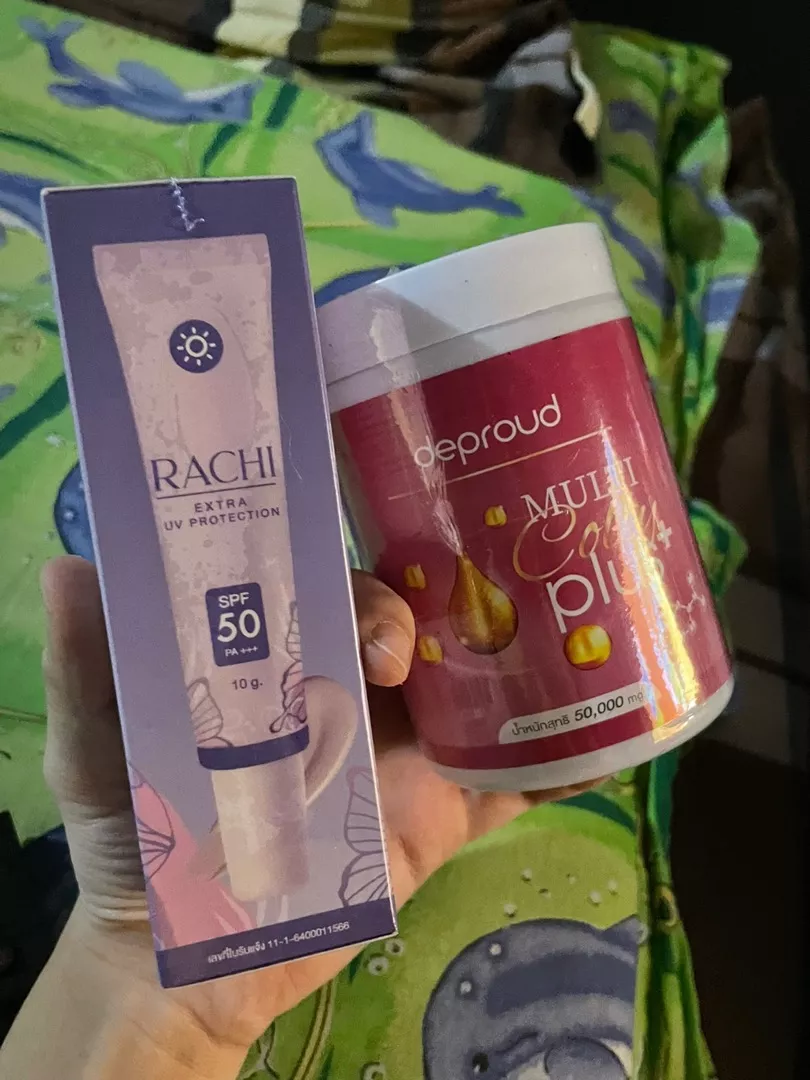 RACHI
EXTRA
UV PROTECTION
SPF
50
PA +++
10 g.
เลขที่ใบรับแจ้ง 11-1-6400011566
deproud
MULTI
plus
+
น้ำหนักสุทธิ 50,000 mg